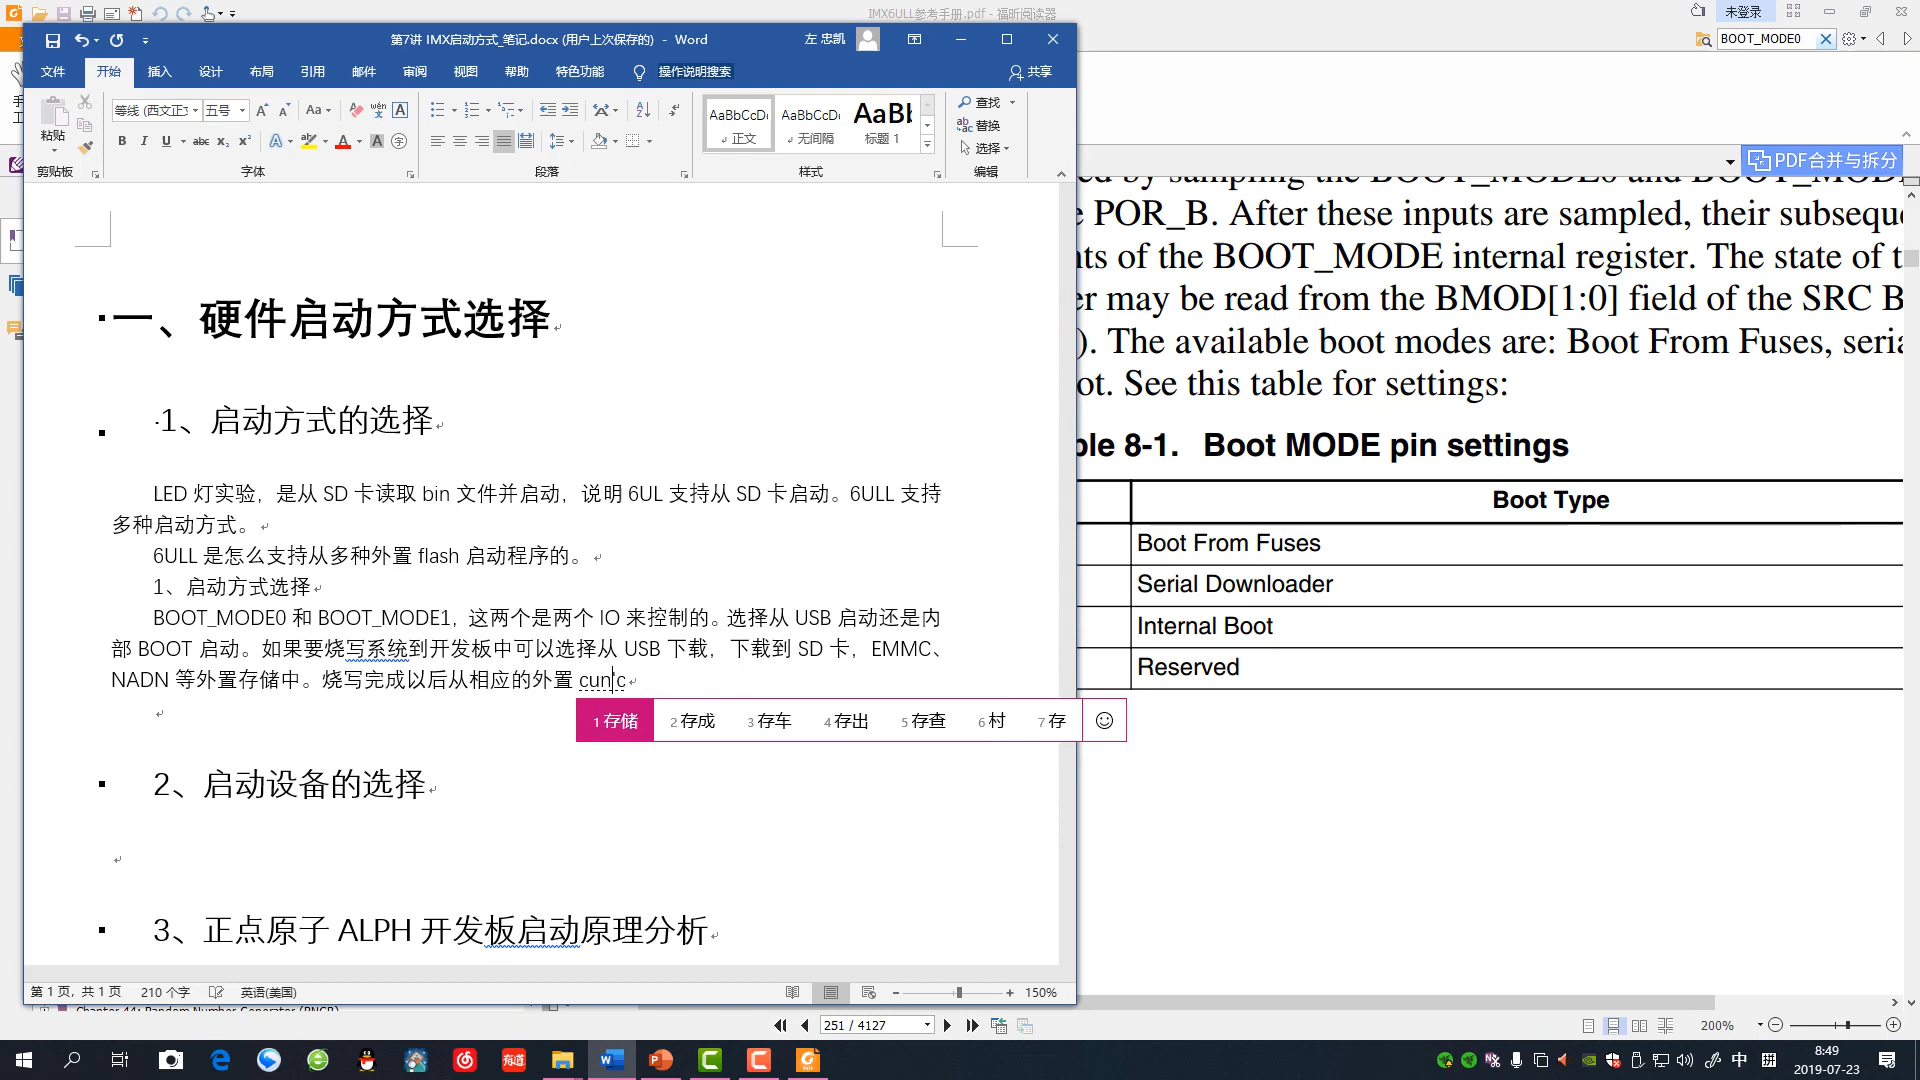 IMX6ULL参考手册.pdf - 福昕阅读器
未登录
第7讲 IMX启动方式_笔记.docx (用户上次保存的) - Word
左 忠凯
BOOT_MODE0
文件 开始 插入 设计 布局 引用 邮件 审阅 视图 帮助 特色功能 操作说明搜索 共享
粘贴
等线 (西文正 五号
AaBbCcDc AaBbCcDc AaBb
正文 无间隔 标题 1
查找
替换
选择
剪贴板 字体 段落 样式 编辑
PDF合并与拆分
一、硬件启动方式选择
1、启动方式的选择
LED 灯实验，是从 SD 卡读取 bin 文件并启动，说明 6UL 支持从 SD 卡启动。6ULL 支持
多种启动方式。
6ULL 是怎么支持从多种外置 flash 启动程序的。
1、启动方式选择
BOOT_MODE0 和 BOOT_MODE1，这两个是两个 IO 来控制的。选择从 USB 启动还是内
部 BOOT 启动。如果要烧写系统到开发板中可以选择从 USB 下载，下载到 SD 卡，EMMC、
NADN 等外置存储中。烧写完成以后从相应的外置 cun'c
1 存储 2 存成 3 存车 4 存出 5 存查 6 村 7 存
2、启动设备的选择
3、正点原子 ALPH 开发板启动原理分析
第 1 页，共 1 页 210 个字 英语(美国) 150%
ed by sampling the BOOT_MODE0 and BOOT_MODE
e POR_B. After these inputs are sampled, their subseque
nts of the BOOT_MODE internal register. The state of t
er may be read from the BMOD[1:0] field of the SRC B
). The available boot modes are: Boot From Fuses, seria
ot. See this table for settings:
ble 8-1. Boot MODE pin settings
Boot Type
Boot From Fuses
Serial Downloader
Internal Boot
Reserved
251 / 4127
200%
中
8:49
2019-07-23